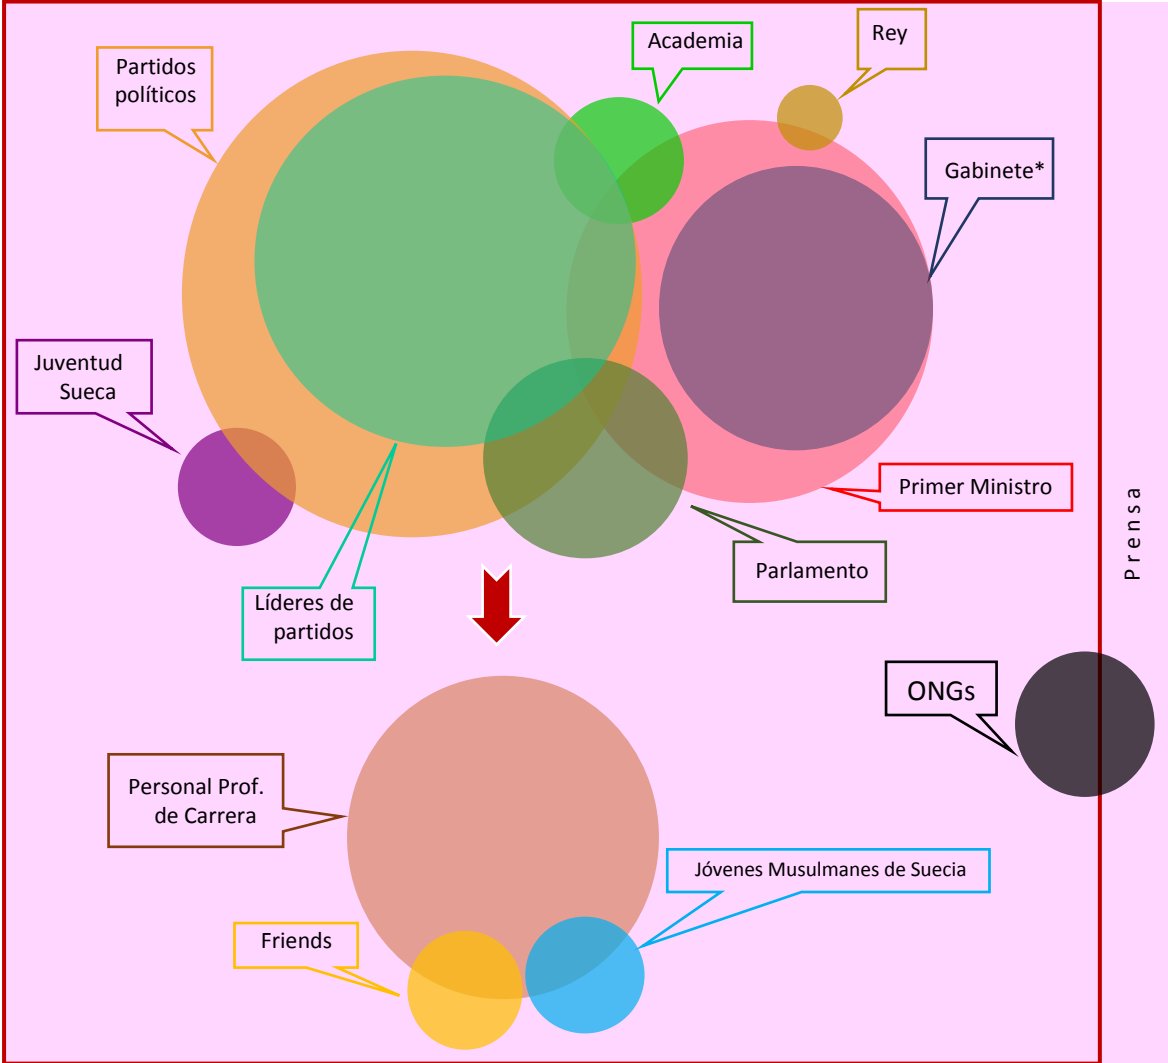 Partidos
políticos
Academia
Rey
Gabinete*
Juventud
Sueca
Primer Ministro
Prensa
Parlamento
Líderes de
partidos
ONGs
Personal Prof.
de Carrera
Jóvenes Musulmanes de Suecia
Friends